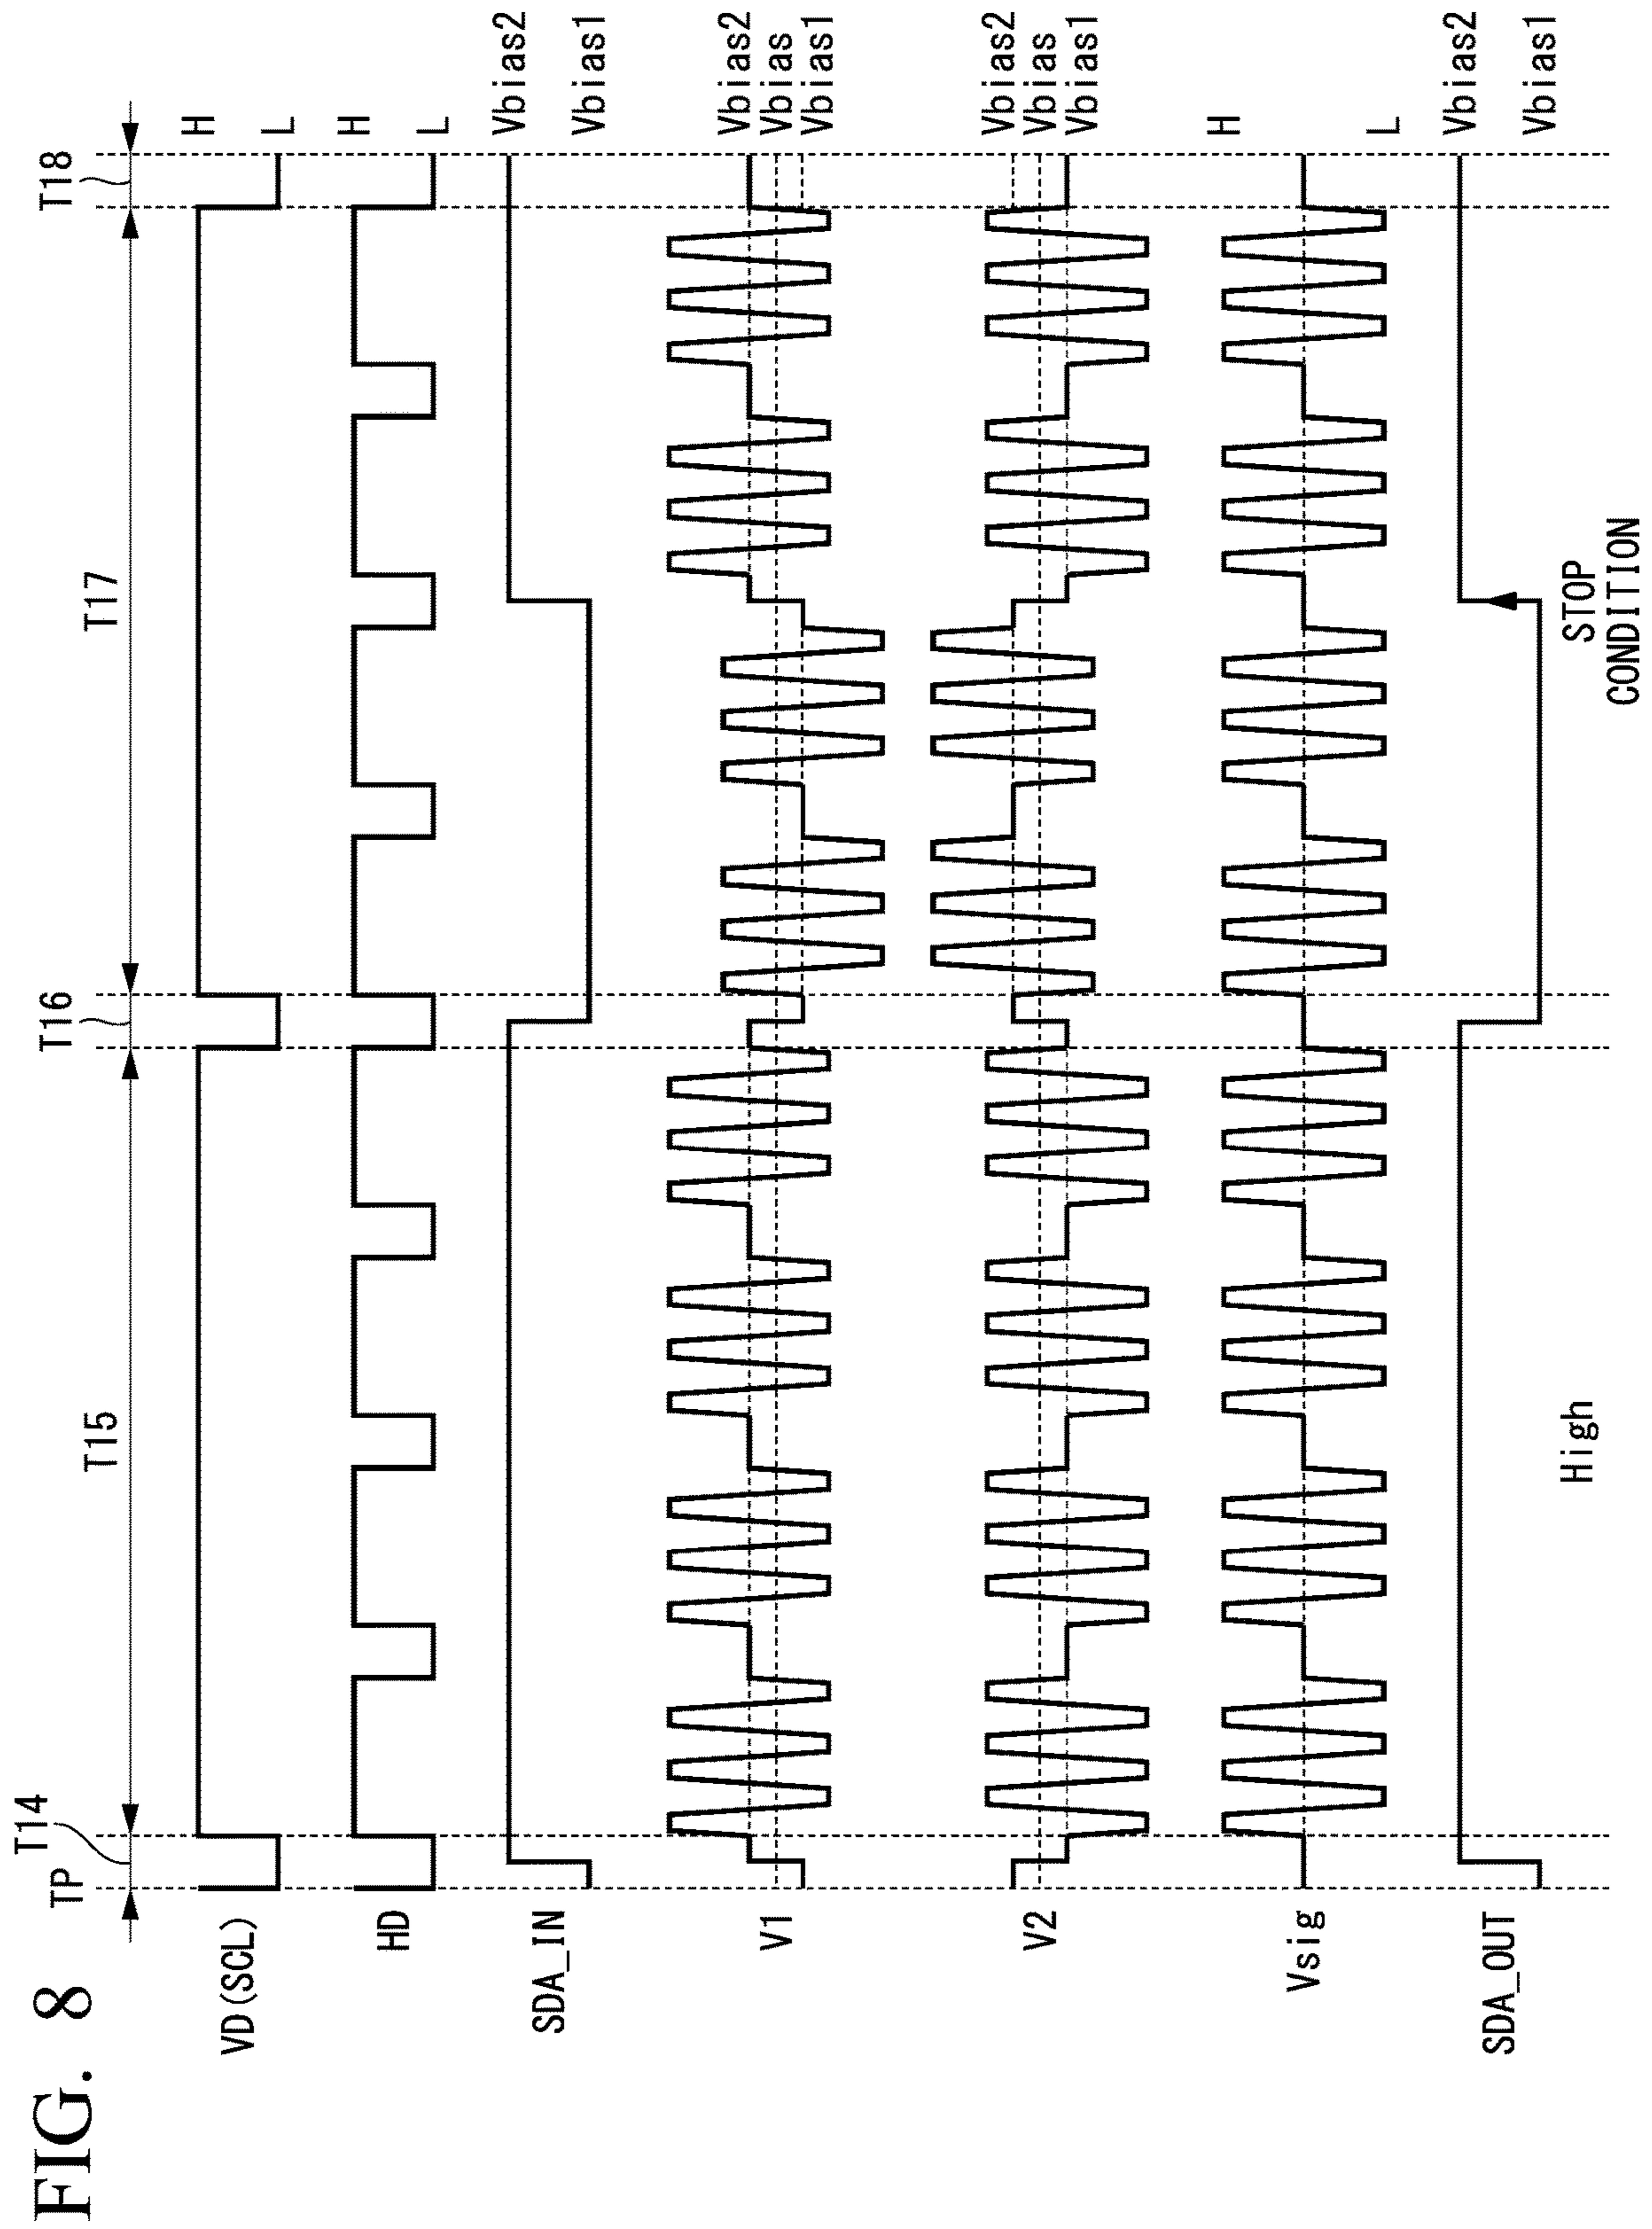 FIG. 8
TP
T14
T15
T16
T17
T18
VD(SCL)
H
L
HD
H
L
SDA_IN
Vbias2
Vbias1
V1
Vbias2
Vbias
Vbias1
V2
Vbias2
Vbias
Vbias1
Vsig
H
L
SDA_OUT
Vbias2
Vbias1
High
STOP
CONDITION